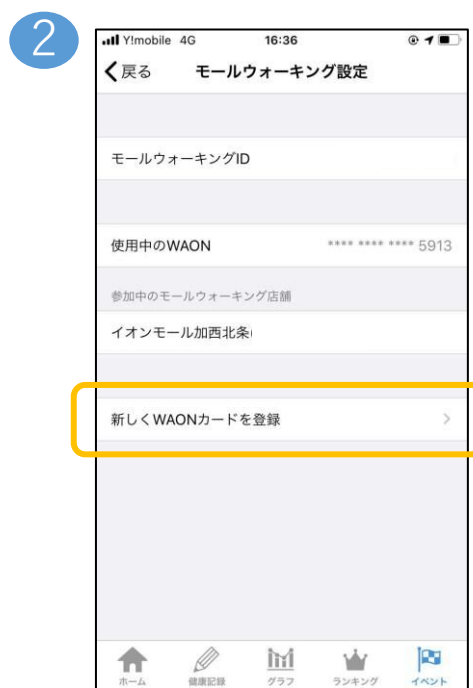 2
Y!mobile 4G 16:36
戻る モールウォーキング設定
モールウォーキングID
使用中のWAON **** **** **** 5913
参加中のモールウォーキング店舗
イオンモール加西北条
新しくWAONカードを登録
ホーム 健康記録 グラフ ランキング イベント